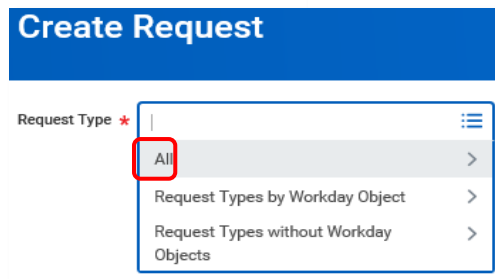 Create Request
Request Type *
All
Request Types by Workday Object
Request Types without Workday
Objects